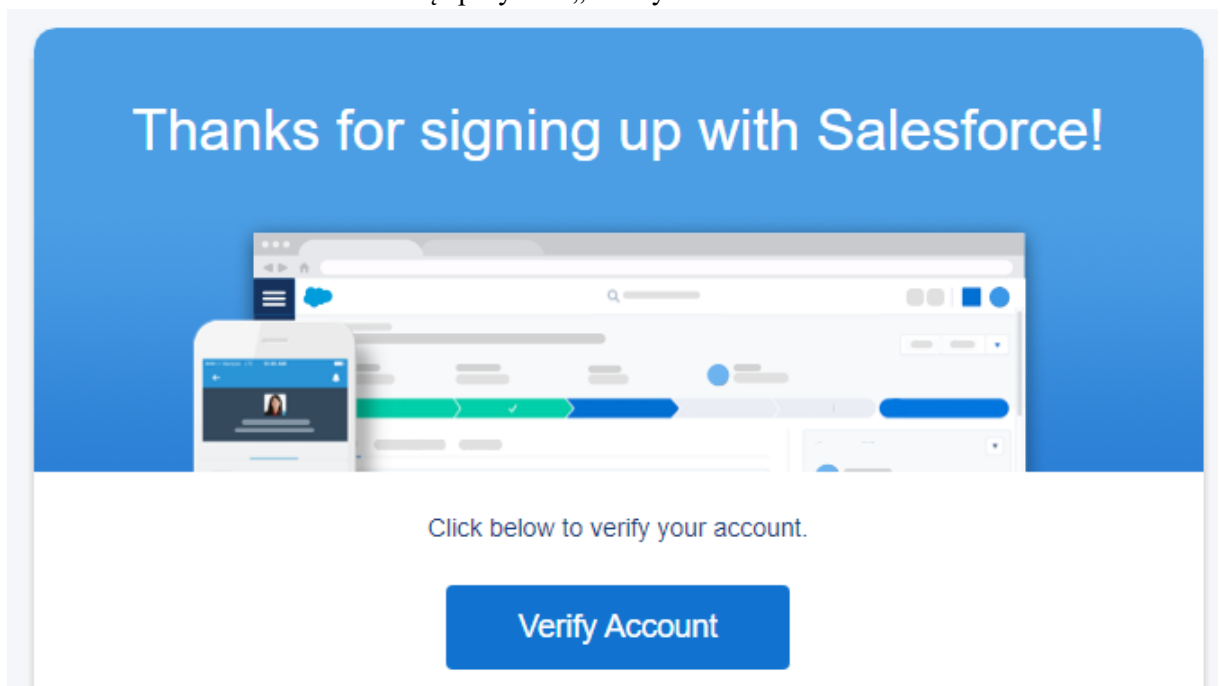 Thanks for signing up with Salesforce!
Click below to verify your account.
Verify Account